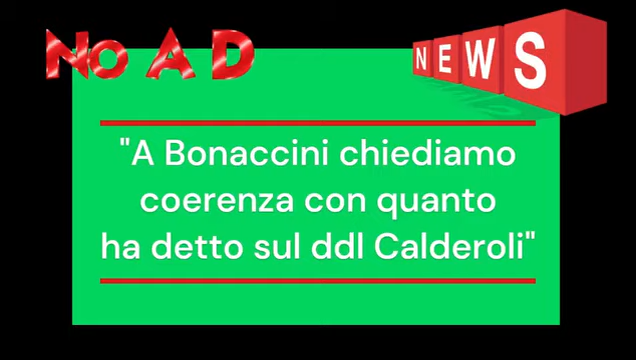 No A D
NEWS
"A Bonaccini chiediamo
coerenza con quanto
ha detto sul ddl Calderoli"